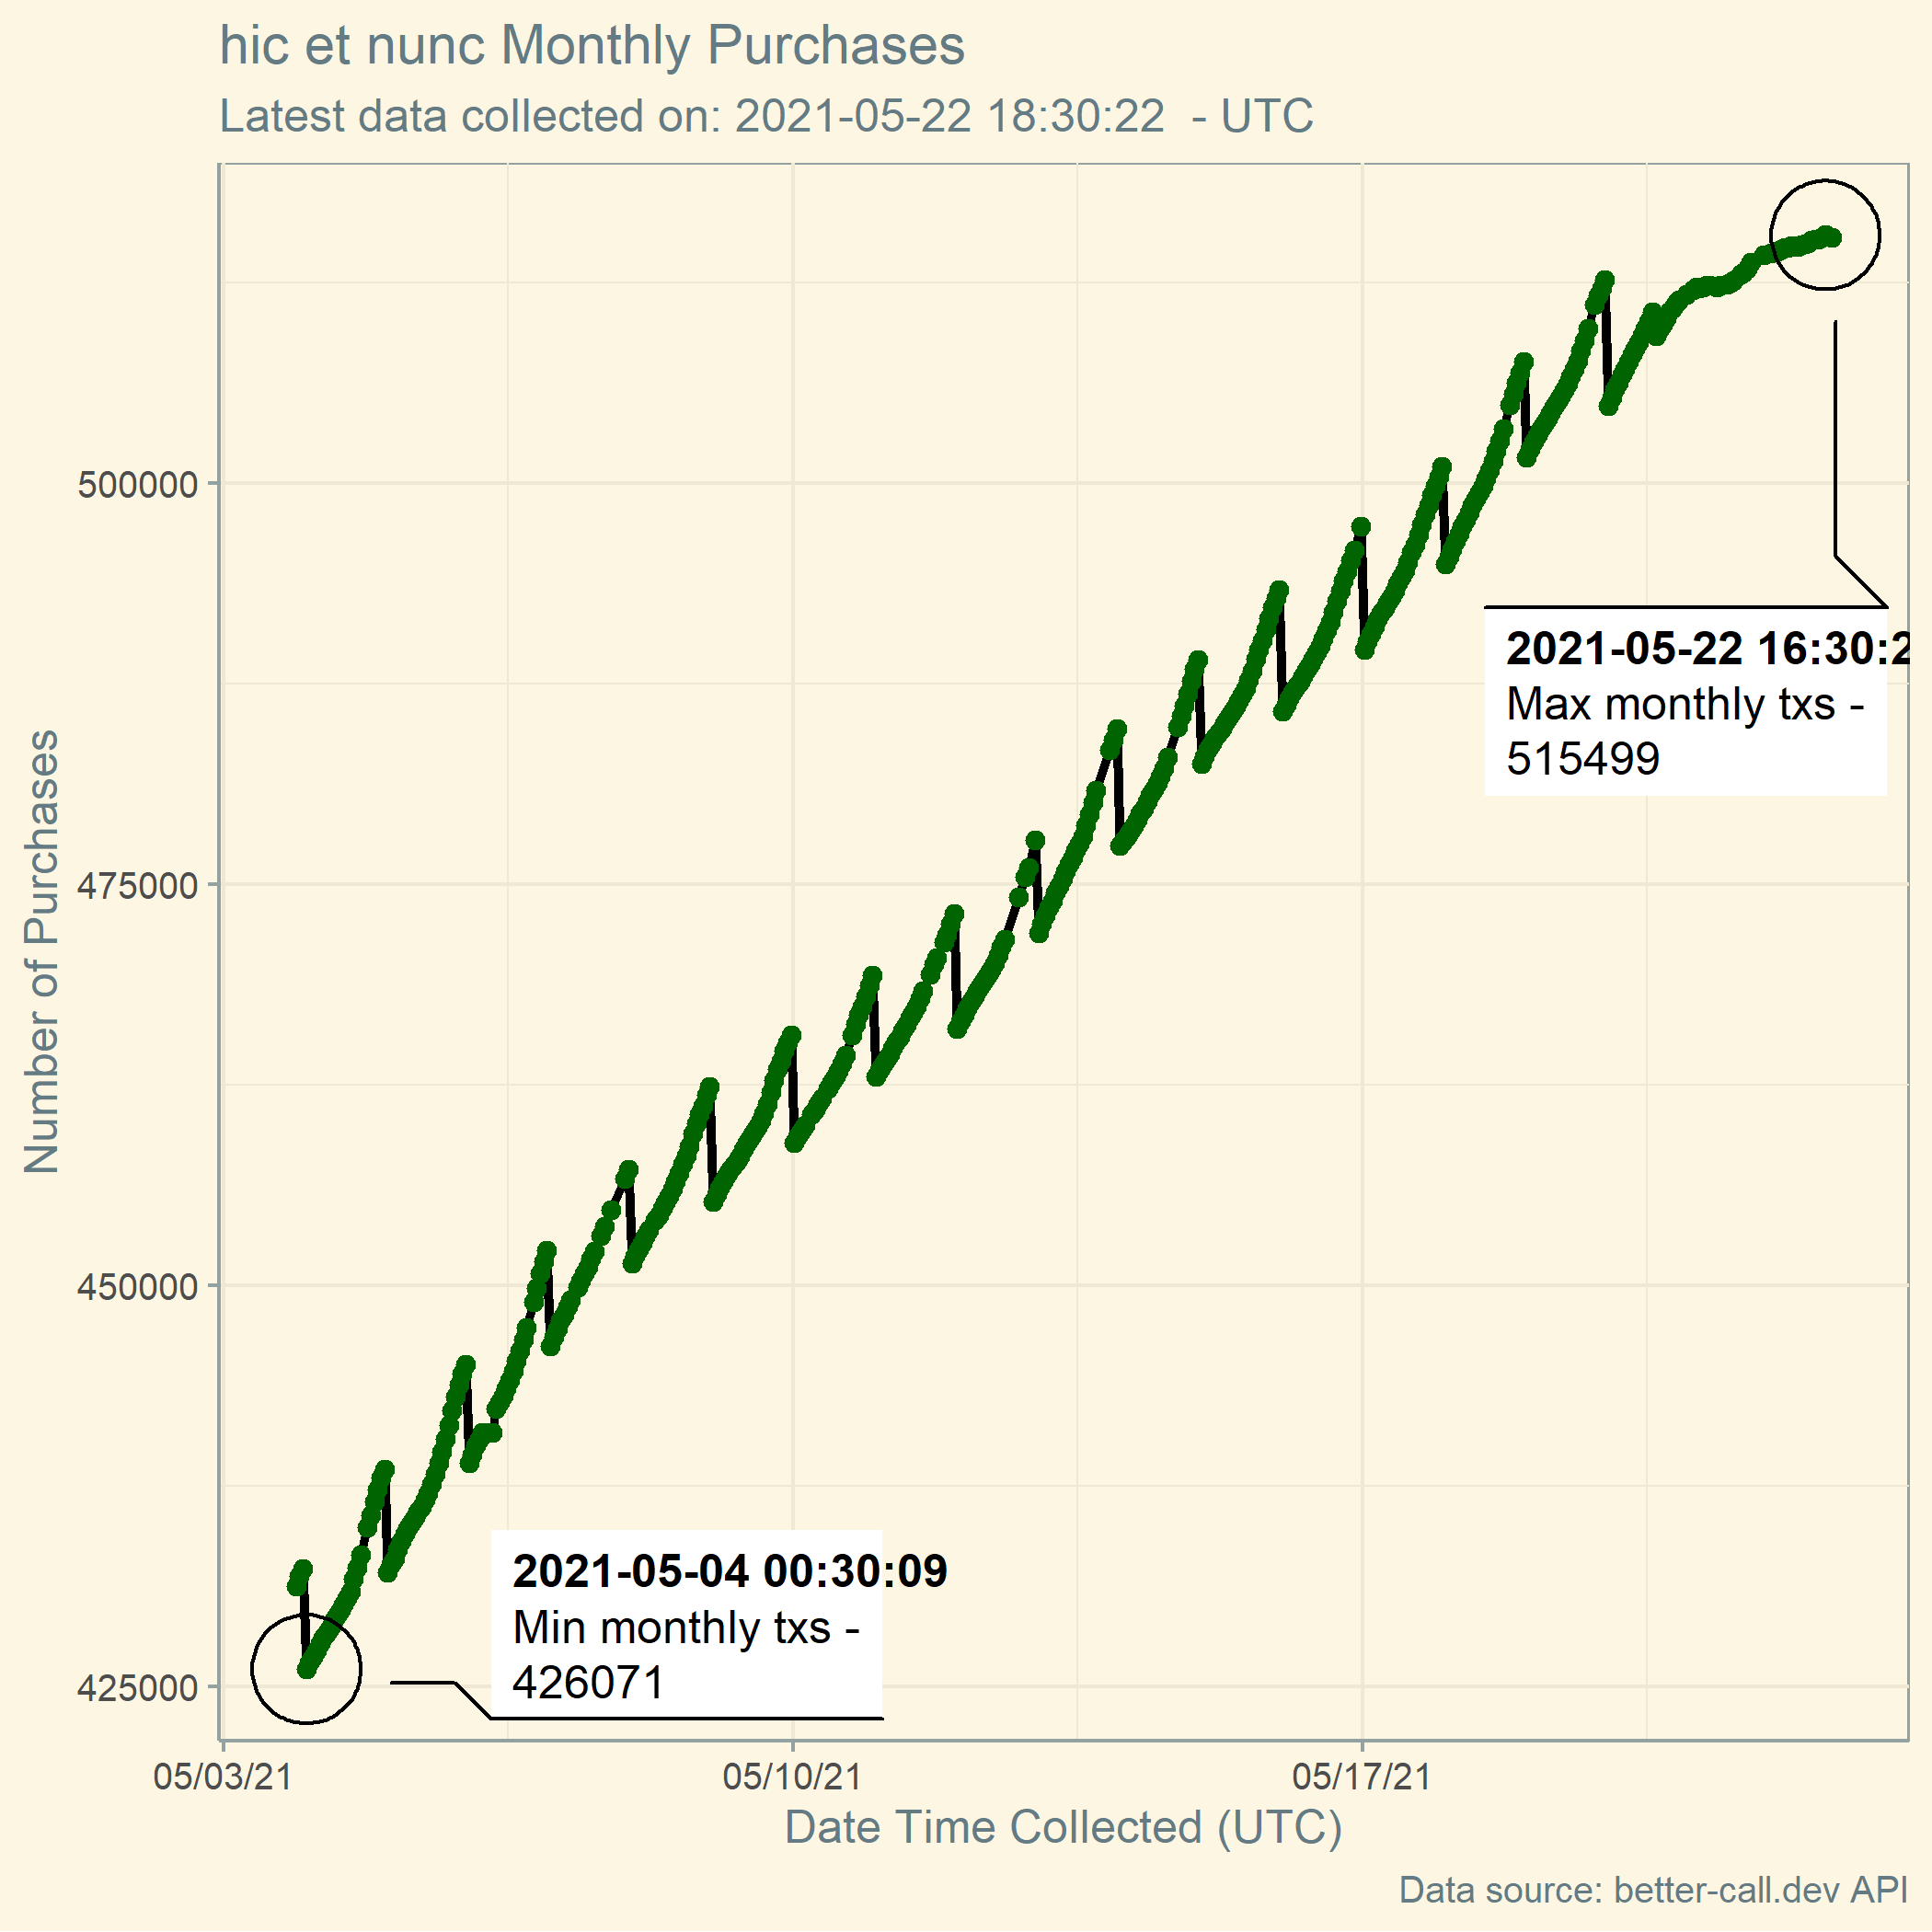 hic et nunc Monthly Purchases
Latest data collected on: 2021-05-22 18:30:22  - UTC
500000
475000
450000
425000
Number of Purchases
2021-05-22 16:30:2
Max monthly txs -
515499
2021-05-04 00:30:09
Min monthly txs -
426071
05/03/21
05/10/21
05/17/21
Date Time Collected (UTC)
Data source: better-call.dev API